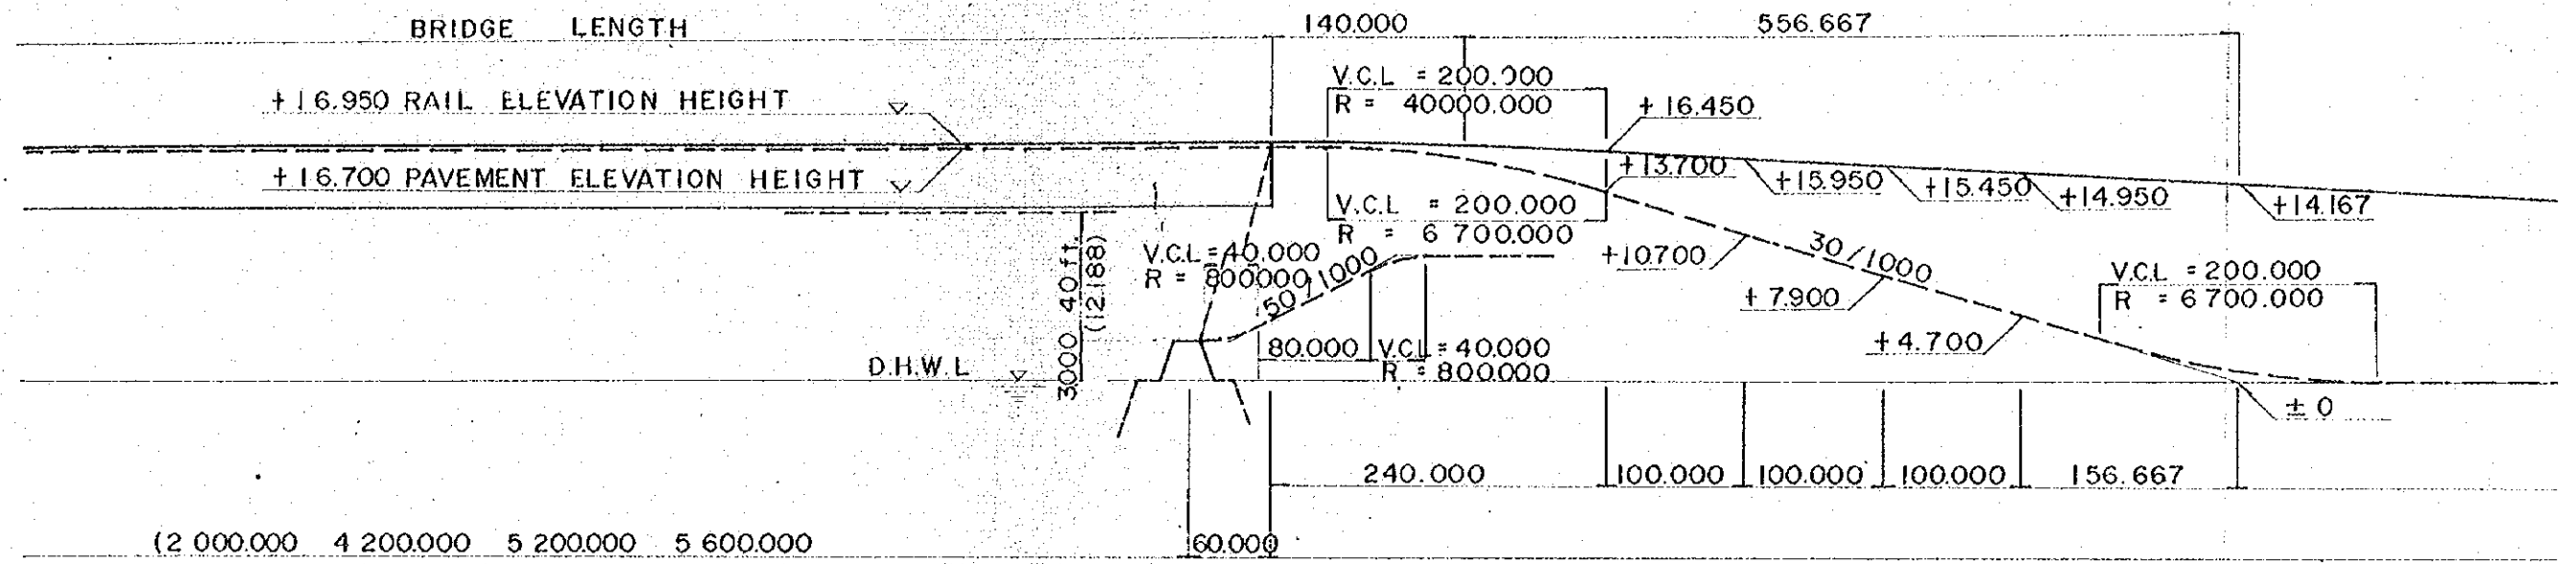 BRIDGE LENGTH
140.000
556.667
V.C.L = 200.000
R = 40000.000
+16.950 RAIL ELEVATION HEIGHT
+16.450
+16.700 PAVEMENT ELEVATION HEIGHT
+13.700
+15.950
+15.450
+14.950
+14.167
V.C.L = 200.000
R = 6 700.000
V.C.L = 40.000
R = 800000
50/1000
+10.700
30/1000
+7.900
V.C.L = 200.000
R = 6 700.000
+4.700
3000 40 ft.
(12.188)
80.000
V.C.L = 40.000
R = 800.000
D.H.W.L
± 0
240.000
100.000
100.000
100.000
156.667
(2 000.000 4 200.000 5 200.000 5 600.000
60.000